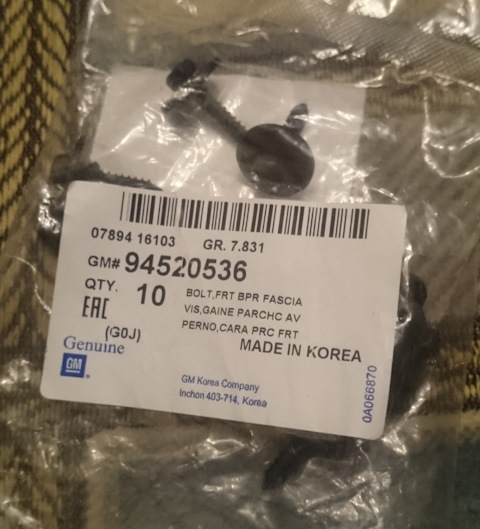 07894 16103 GR. 7.831
GM# 94520536
QTY. 10
BOLT,FRT BPR FASCIA
VIS,GAINE PARCHC AV
PERNO,CARA PRC FRT
EAC
(G0J)
MADE IN KOREA
Genuine
GM
GM Korea Company
Inchon 403-714, Korea
0A066870